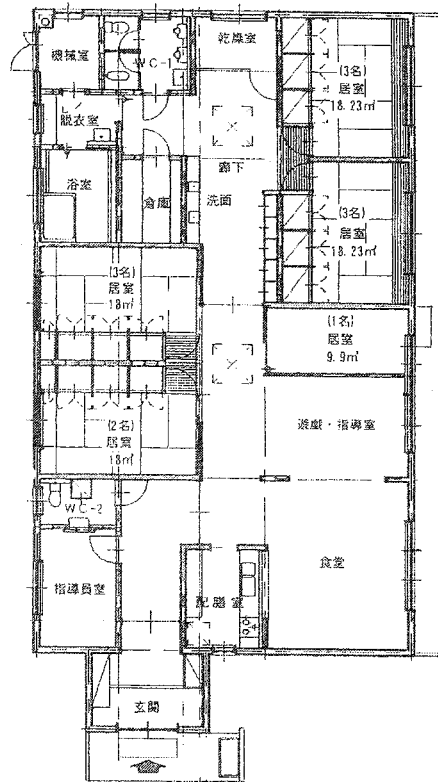 機械室
WC-1
乾燥室
(3名)
居室
18.23㎡
脱衣室
浴室
倉庫
廊下
洗面
(3名)
居室
18.23㎡
(3名)
居室
18㎡
(1名)
居室
9.9㎡
(2名)
居室
18㎡
遊戯・指導室
WC-2
指導員室
配膳室
食堂
玄関